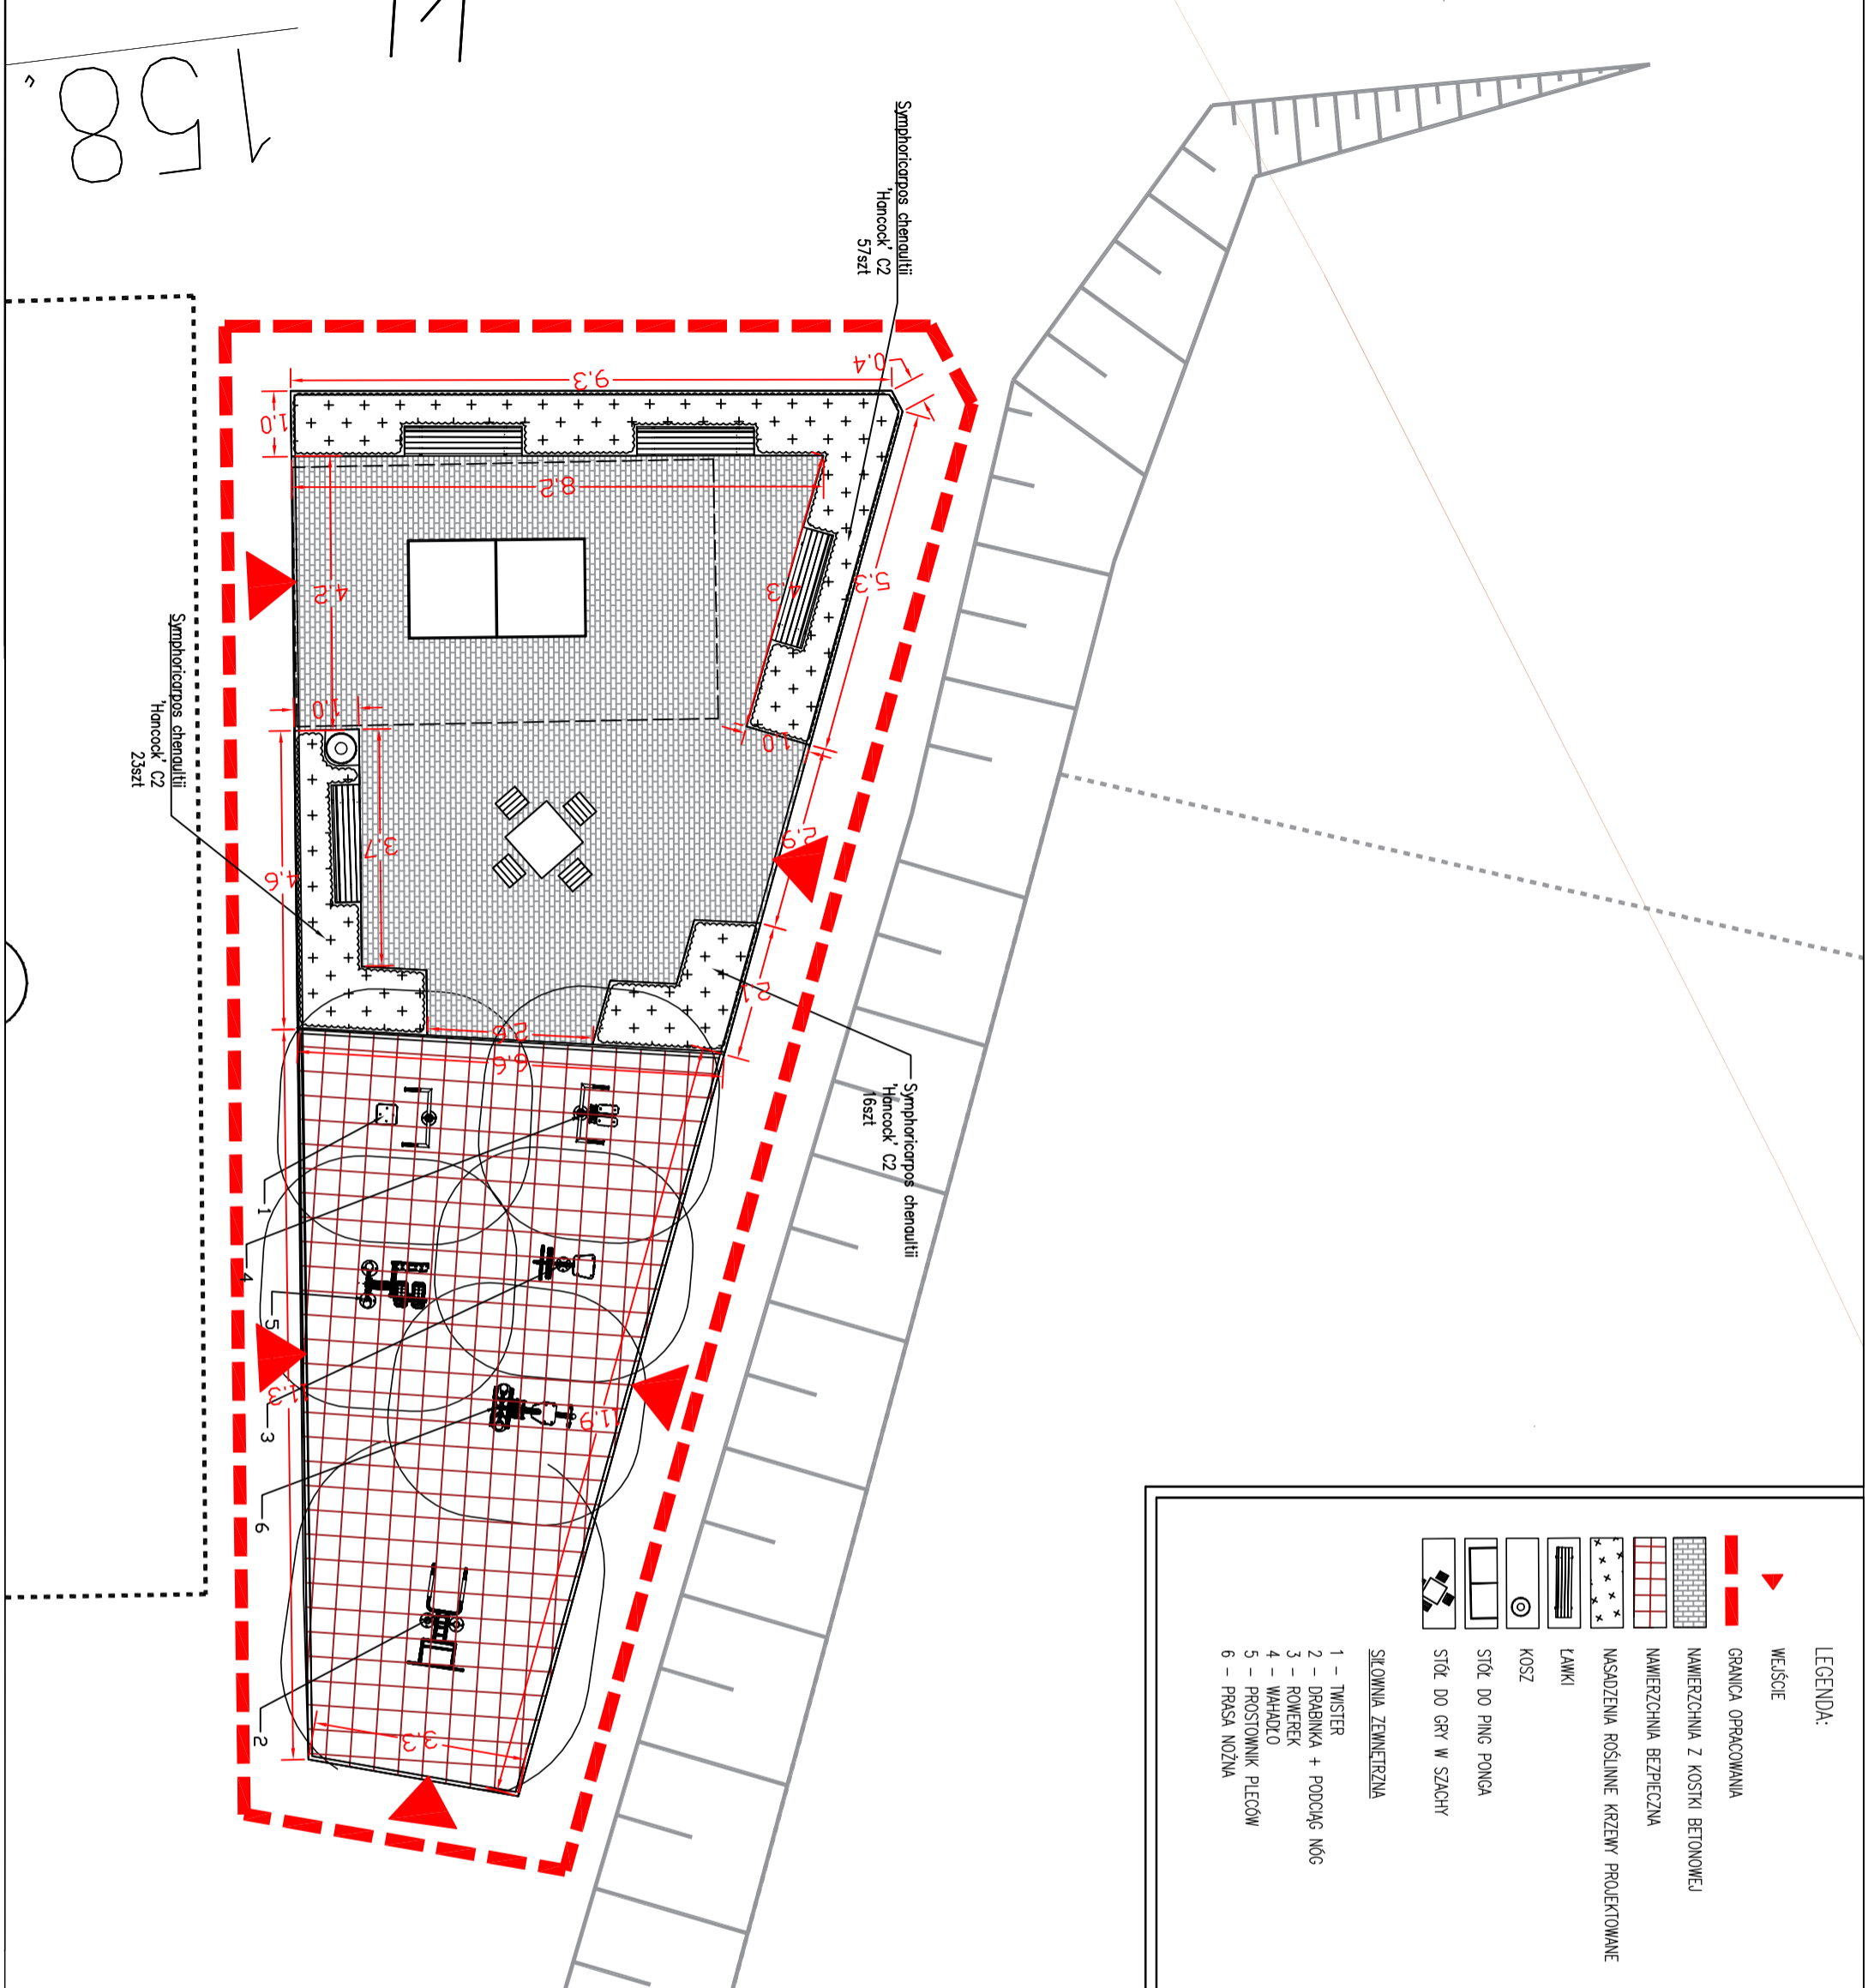 LEGENDA:
WEJŚCIE
GRANICA OPRACOWANIA
NAWIERZCHNIA Z KOSTKI BETONOWEJ
NAWIERZCHNIA BEZPIECZNA
NASADZENIA ROŚLINNE KRZEWY PROJEKTOWANE
ŁAWKI
KOSZ
STÓŁ DO PING PONGA
STÓŁ DO GRY W SZACHY
SIŁOWNIA ZEWNĘTRZNA
1 – TWISTER
2 – DRABINKA + PODCIĄG NÓG
3 – ROWEREK
4 – WAHADŁO
5 – PROSTOWNIK PLECÓW
6 – PRASA NOŻNA
Symphoricarpos chenaultii
'Hancock' C2
57szt
Symphoricarpos chenaultii
'Hancock' C2
16szt
Symphoricarpos chenaultii
'Hancock' C2
23szt
158
0.4
9.3
1.0
8.2
5.3
4.3
4.2
1.0
1.0
2.9
3.7
4.6
2.1
2.6
6.6
11.9
3.3
1
4
5
3
6
2